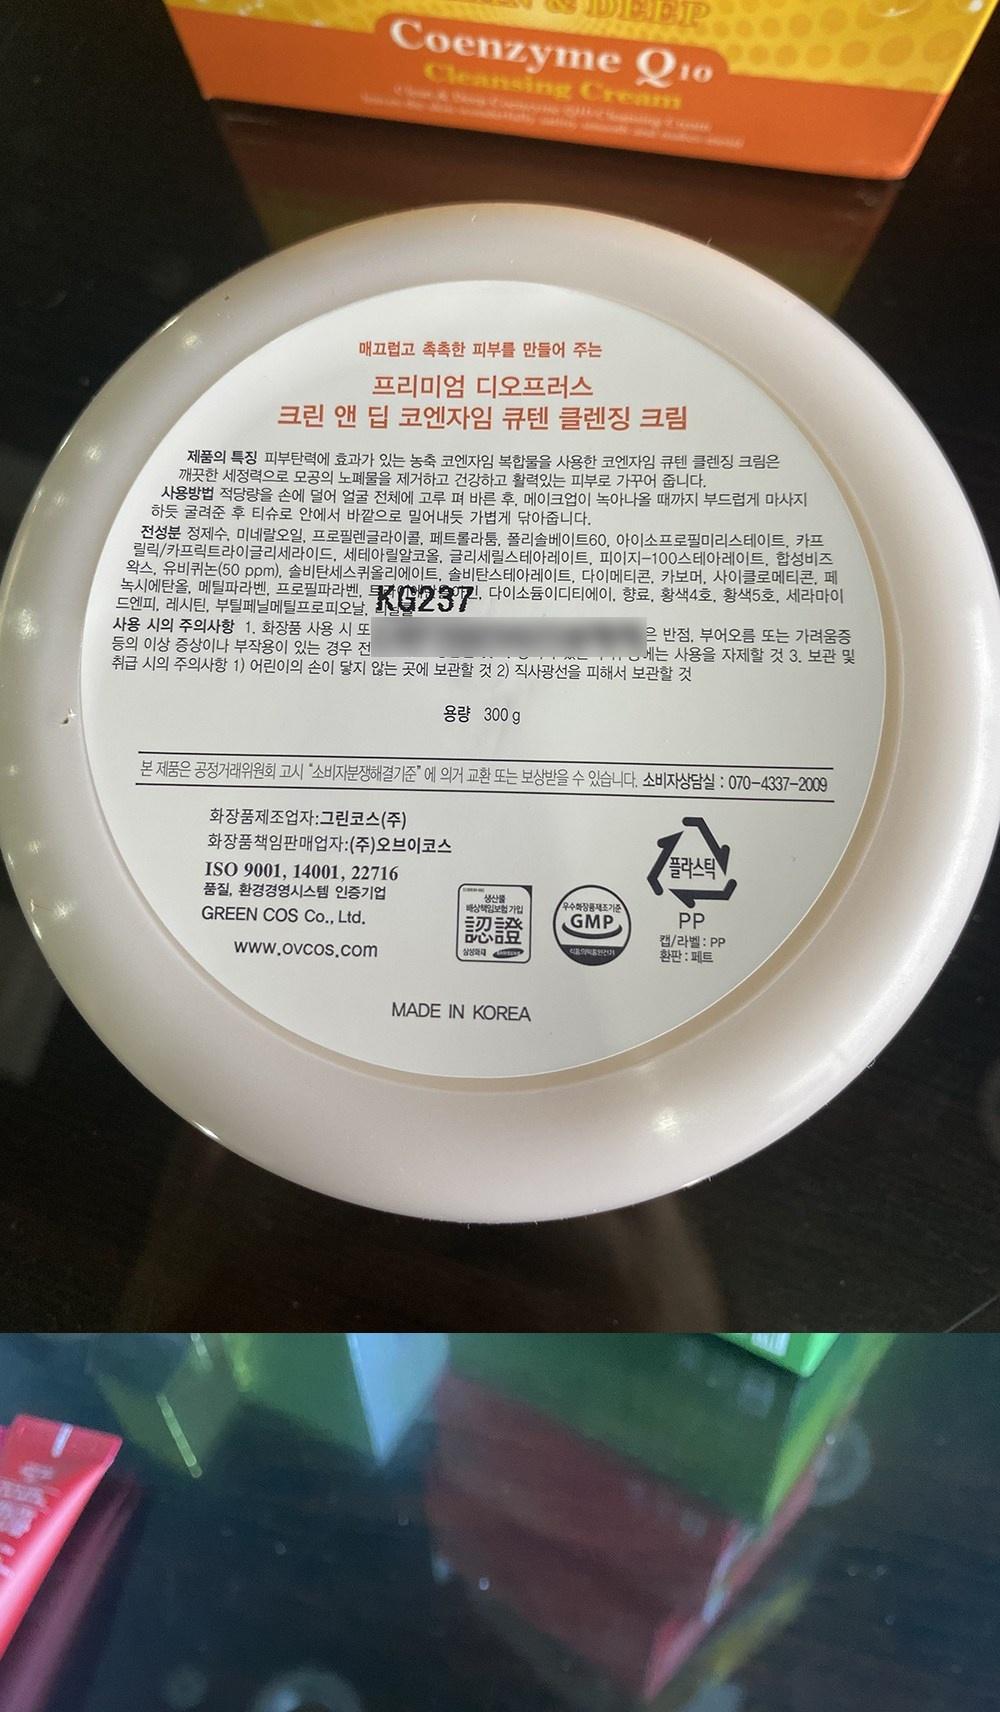 & DEEP
Coenzyme Q10
Cleansing Cream
매끄럽고 촉촉한 피부를 만들어 주는
프리미엄 디오프러스
크린 앤 딥 코엔자임 큐텐 클렌징 크림
제품의 특징 피부탄력에 효과가 있는 농축 코엔자임 복합물을 사용한 코엔자임 큐텐 클렌징 크림은
깨끗한 세정력으로 모공의 노폐물을 제거하고 건강하고 활력있는 피부로 가꾸어 줍니다.
사용방법 적당량을 손에 덜어 얼굴 전체에 고루 펴 바른 후, 메이크업이 녹아나올 때까지 부드럽게 마사지
하듯 굴려준 후 티슈로 안에서 바깥으로 밀어내듯 가볍게 닦아줍니다.
전성분 정제수, 미네랄오일, 프로필렌글라이콜, 페트롤라툼, 폴리솔베이트60, 아이소프로필미리스테이트, 카프
릴릭/카프릭트라이글리세라이드, 세테아릴알코올, 글리세릴스테아레이트, 피이지-100스테아레이트, 합성비즈
왁스, 유비퀴논(50 ppm), 솔비탄세스퀴올리에이트, 솔비탄스테아레이트, 다이메티콘, 카보머, 사이클로메티콘, 페
녹시에탄올, 메틸파라벤, 프로필파라벤, 다이소듐이디티에이, 향료, 황색4호, 황색5호, 세라마이
드엔피, 레시틴, 부틸페닐메틸프로피오날,
KG237
사용 시의 주의사항 1. 화장품 사용 시 또 은 반점, 부어오름 또는 가려움증
등의 이상 증상이나 부작용이 있는 경우 전 에는 사용을 자제할 것 3. 보관 및
취급 시의 주의사항 1) 어린이의 손이 닿지 않는 곳에 보관할 것 2) 직사광선을 피해서 보관할 것
용량 300 g
본 제품은 공정거래위원회 고시 "소비자분쟁해결기준" 에 의거 교환 또는 보상받을 수 있습니다. 소비자상담실 : 070-4337-2009
화장품제조업자:그린코스(주)
화장품책임판매업자:(주)오브이코스
ISO 9001, 14001, 22716
품질, 환경경영시스템 인증기업
GREEN COS Co., Ltd.
www.ovcos.com
생산물
배상책임보험 가입
認證
삼성화재 SAMSUNG
우수화장품제조기준
GMP
플라스틱
PP
캡/라벨 : PP
환판 : 페트
MADE IN KOREA